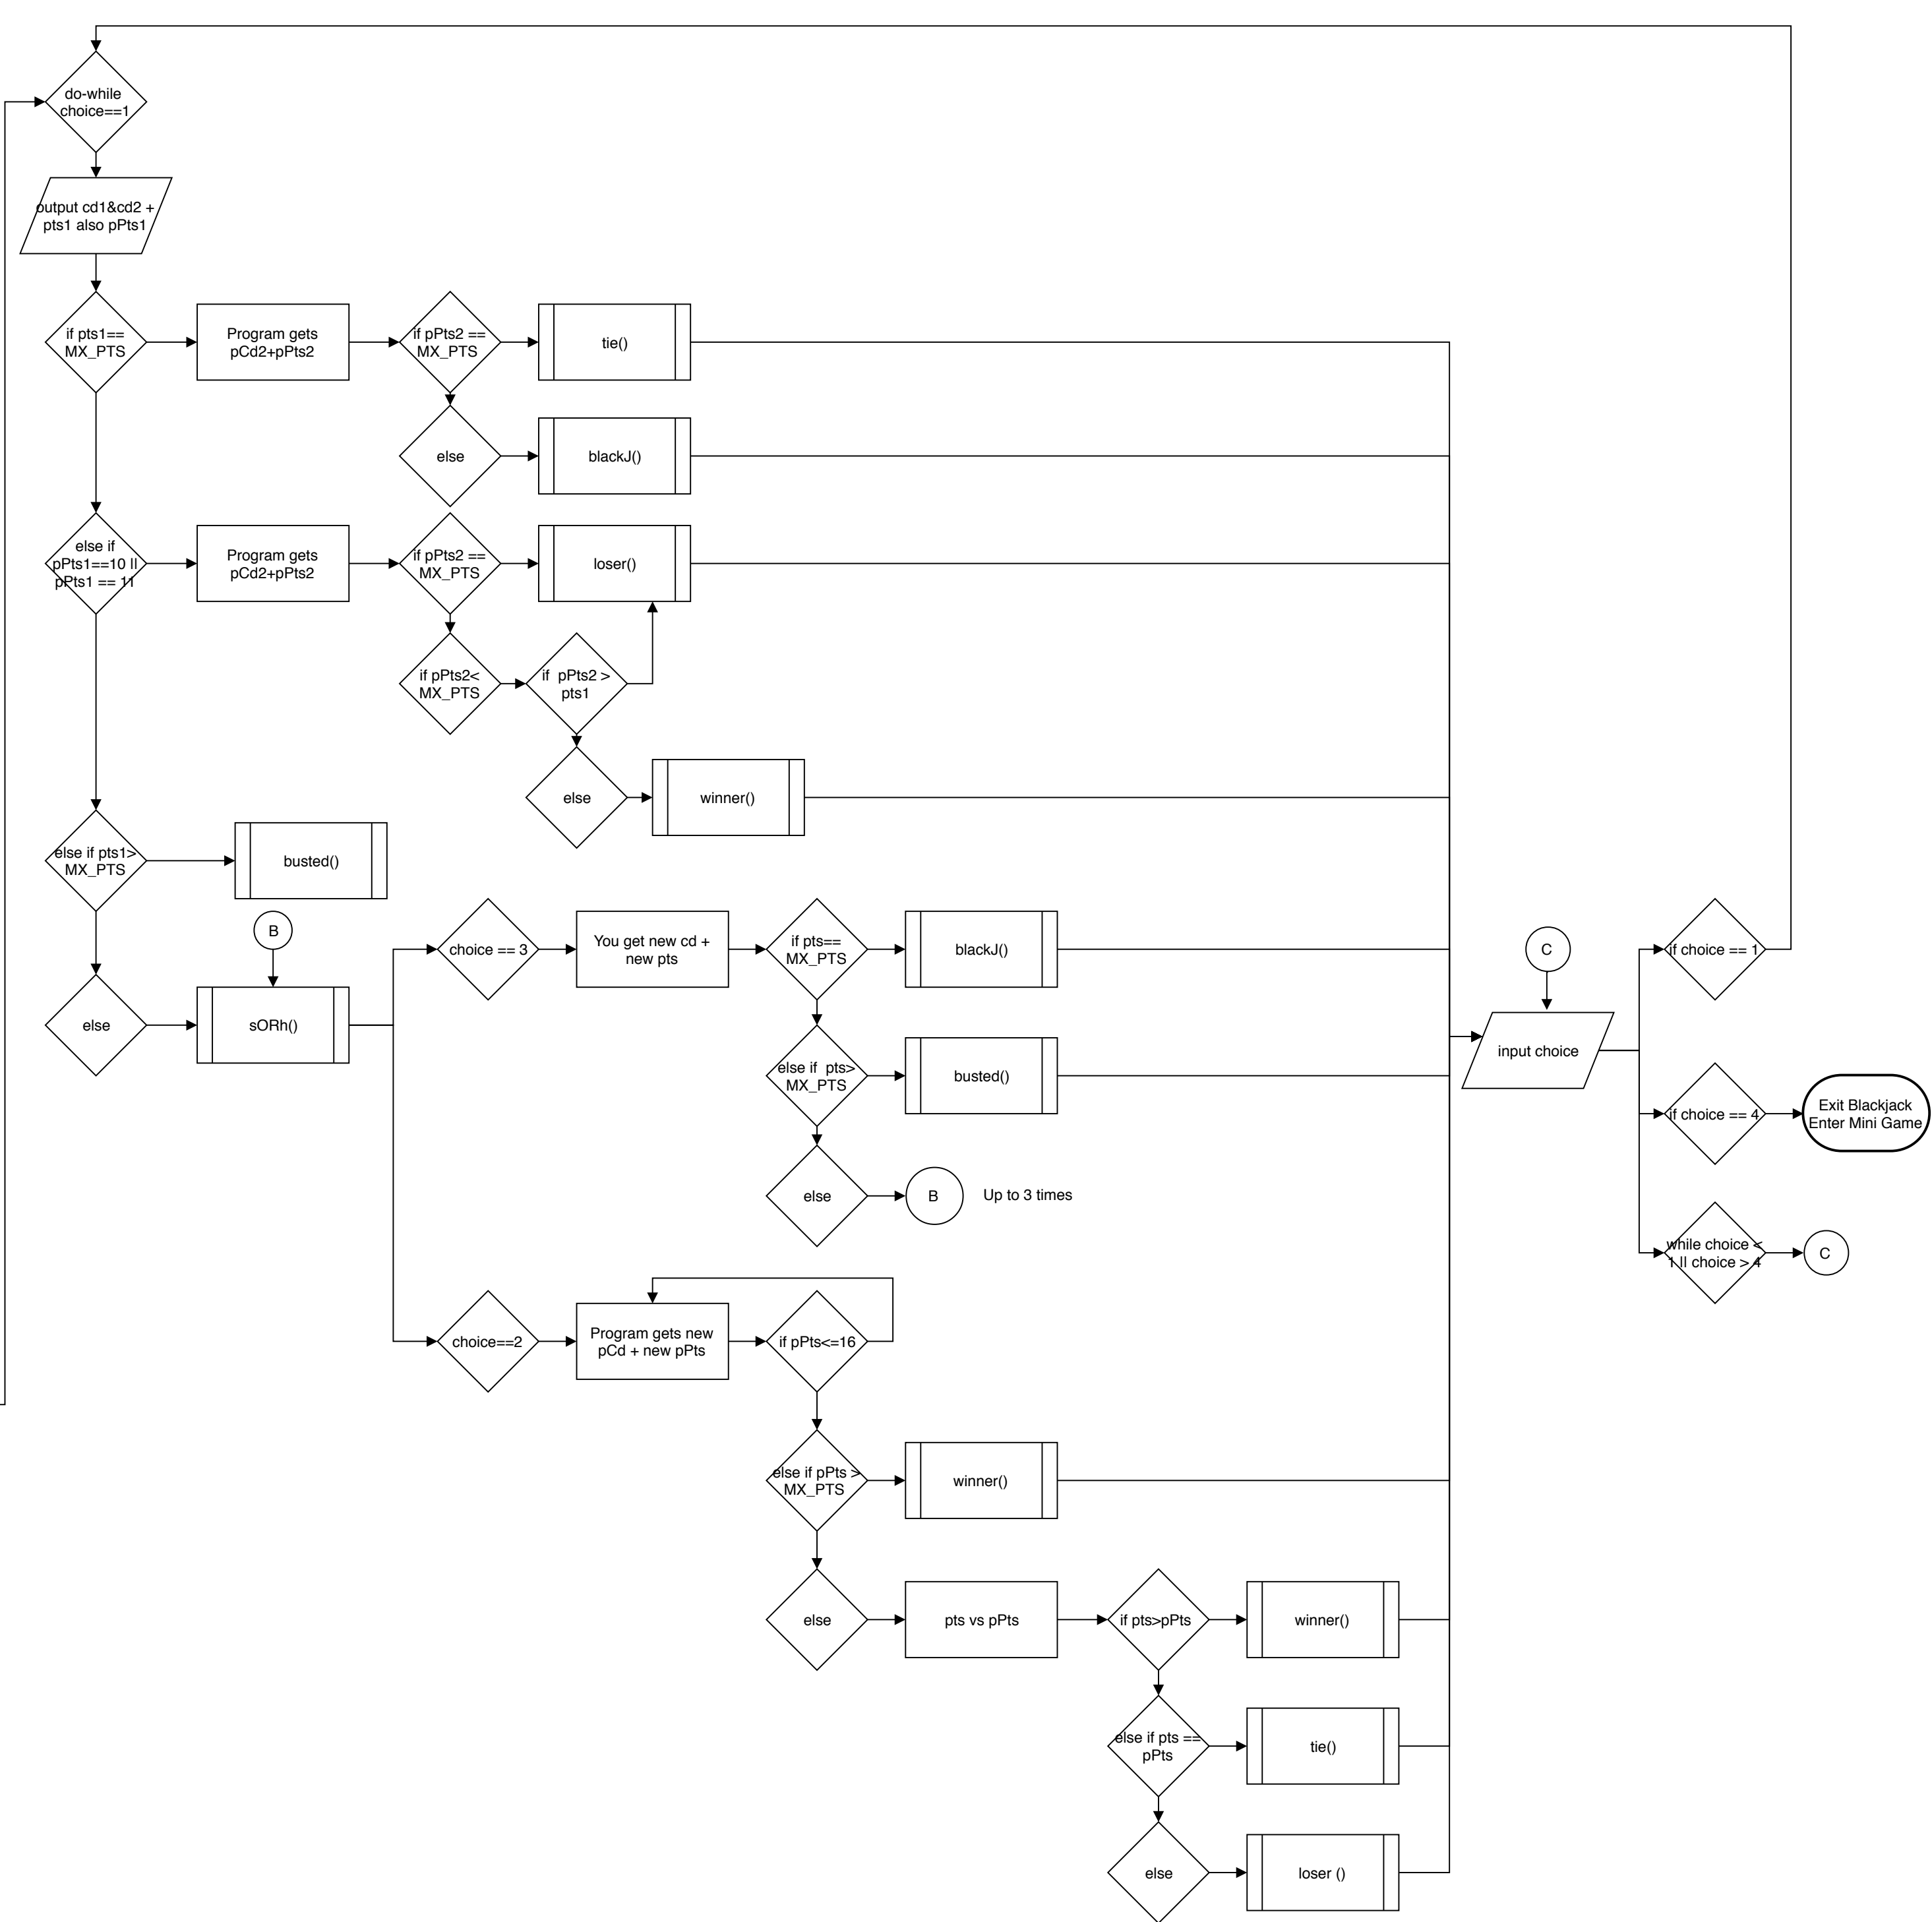 do-while
choice==1
output cd1&cd2 +
pts1 also pPts1
if pts1==
MX_PTS
Program gets
pCd2+pPts2
if pPts2 ==
MX_PTS
tie()
else
blackJ()
else if
pPts1==10 ||
pPts1 == 11
Program gets
pCd2+pPts2
if pPts2 ==
MX_PTS
loser()
if pPts2<
MX_PTS
if  pPts2 >
pts1
else
winner()
else if pts1>
MX_PTS
busted()
B
else
sORh()
choice == 3
You get new cd +
new pts
if pts==
MX_PTS
blackJ()
else if  pts>
MX_PTS
busted()
else
B
Up to 3 times
choice==2
Program gets new
pCd + new pPts
if pPts<=16
else if pPts >
MX_PTS
winner()
else
pts vs pPts
if pts>pPts
winner()
else if pts ==
pPts
tie()
else
loser ()
C
input choice
if choice == 1
if choice == 4
Exit Blackjack
Enter Mini Game
while choice <
1 || choice > 4
C